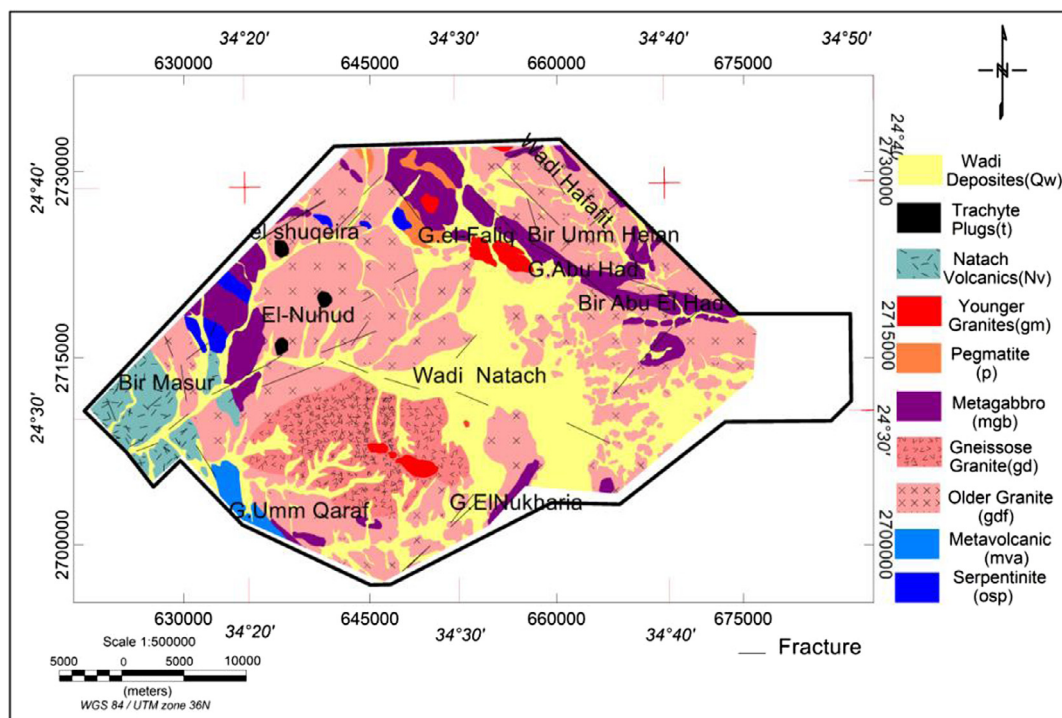 34°20' 34°30' 34°40' 34°50'
630000 645000 660000 675000
N
24°40'
2730000
24°40'
2730000
Wadi Hafafit
el shuqeira
G.el Faliq
Bir Umm Hefan
G.Abu Had
Bir Abu El Had
El-Nuhud
2715000
2715000
Bir Masur
Wadi Natach
24°30'
24°30'
G.Umm Qaraf
G.ElNukharia
2700000
2700000
630000 645000 660000 675000
34°20' 34°30' 34°40'
Wadi
Deposites(Qw)
Trachyte
Plugs(t)
Natach
Volcanics(Nv)
Younger
Granites(gm)
Pegmatite
(p)
Metagabbro
(mgb)
Gneissose
Granite(gd)
Older Granite
(gdf)
Metavolcanic
(mva)
Serpentinite
(osp)
Fracture
Scale 1:500000
5000 0 5000 10000
(meters)
WGS 84 / UTM zone 36N